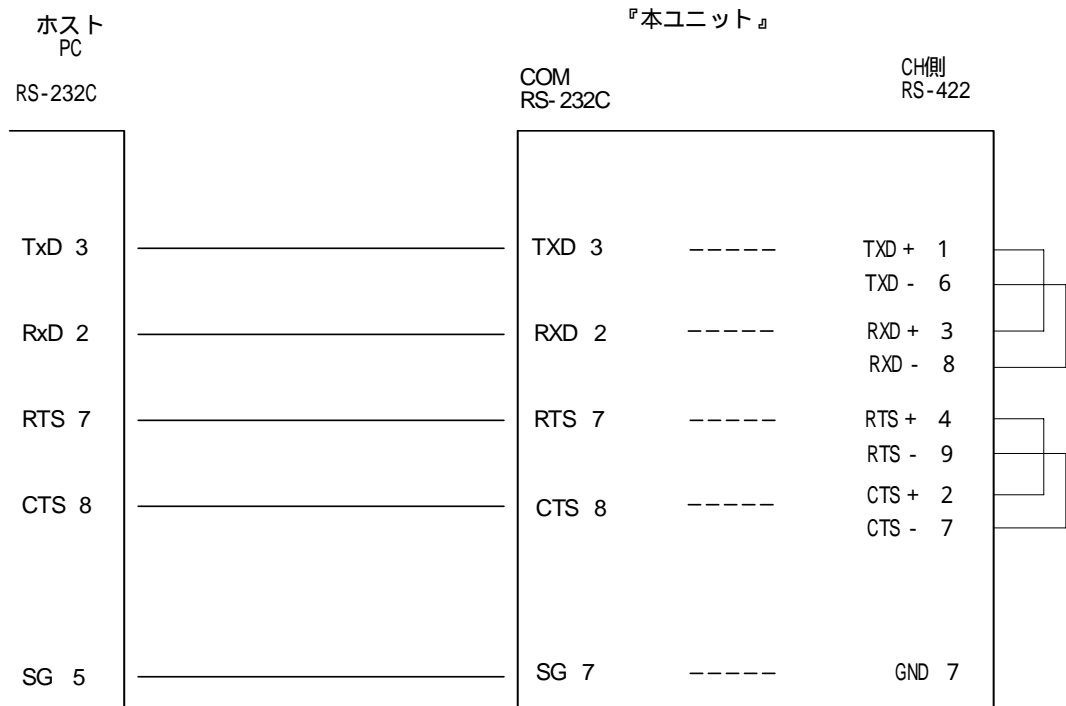 『本ユニット』
ホスト
PC
RS-232C
COM
RS-232C
CH側
RS-422
TxD 3
TXD 3
TXD + 1
TXD - 6
RxD 2
RXD 2
RXD + 3
RXD - 8
RTS 7
RTS 7
RTS + 4
RTS - 9
CTS 8
CTS 8
CTS + 2
CTS - 7
SG 5
SG 7
GND 7